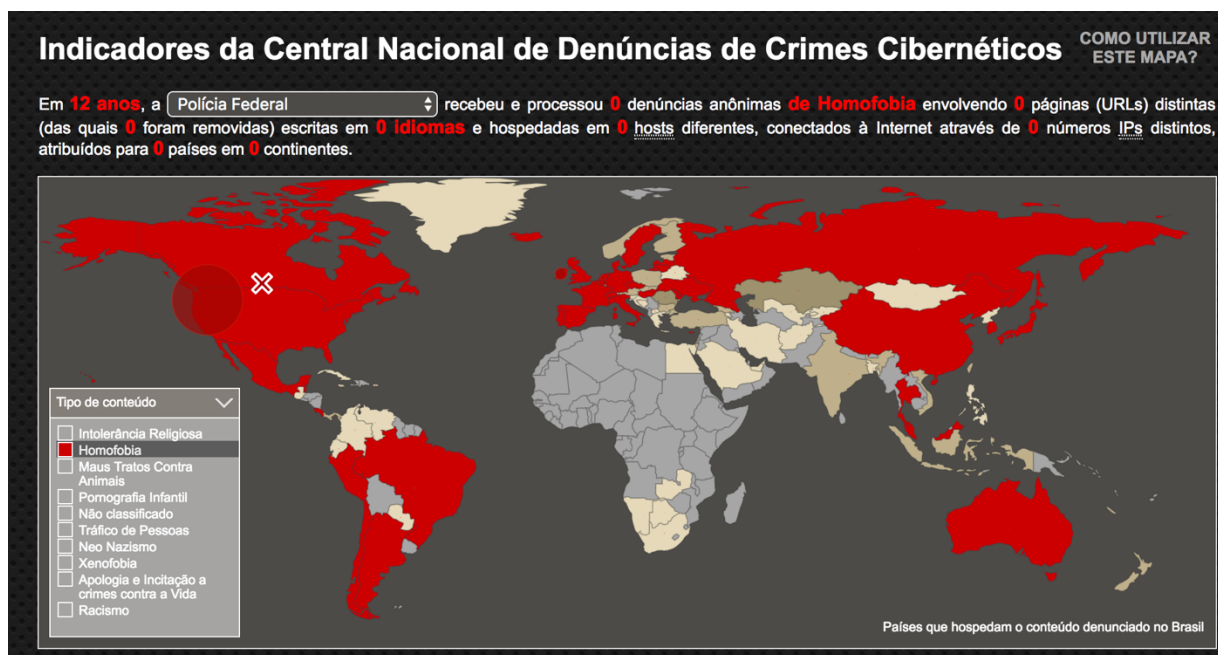 Indicadores da Central Nacional de Denúncias de Crimes Cibernéticos
COMO UTILIZAR
ESTE MAPA?
Em 12 anos, a Polícia Federal recebeu e processou 0 denúncias anônimas de Homofobia envolvendo 0 páginas (URLs) distintas
(das quais 0 foram removidas) escritas em 0 idiomas e hospedadas em 0 hosts diferentes, conectados à Internet através de 0 números IPs distintos,
atribuídos para 0 países em 0 continentes.
Tipo de conteúdo
Intolerância Religiosa
Homofobia
Maus Tratos Contra
Animais
Pornografia Infantil
Não classificado
Tráfico de Pessoas
Neo Nazismo
Xenofobia
Apologia e Incitação a
crimes contra a Vida
Racismo
Países que hospedam o conteúdo denunciado no Brasil